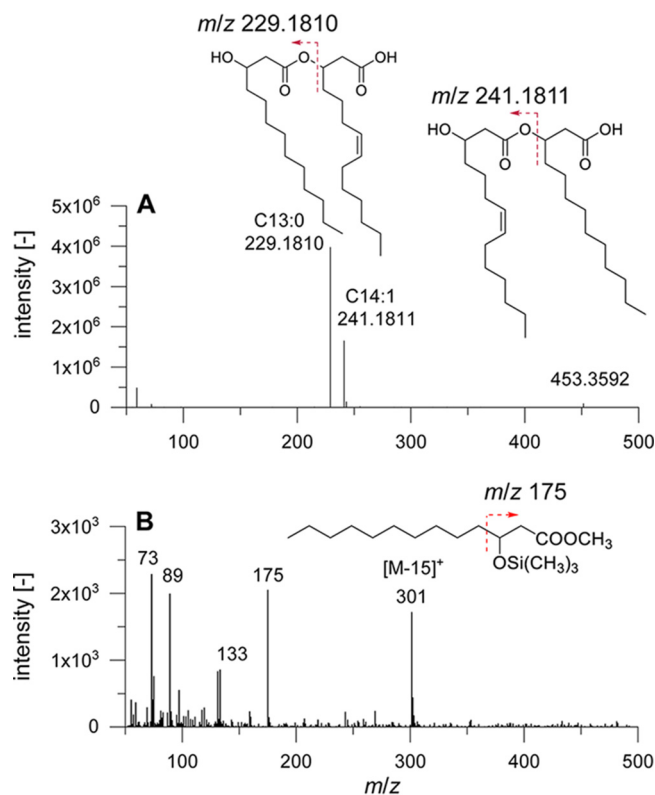 m/z 229.1810
HO
O
O
OH
O
m/z 241.1811
HO
O
O
OH
O
A
5x10⁶
4x10⁶
3x10⁶
2x10⁶
1x10⁶
0
intensity [-]
C13:0
229.1810
C14:1
241.1811
453.3592
100
200
300
400
500
B
3x10³
2x10³
1x10³
0
intensity [-]
73
89
133
175
[M-15]⁺
301
m/z 175
COOCH₃
OSi(CH₃)₃
100
200
300
400
500
m/z